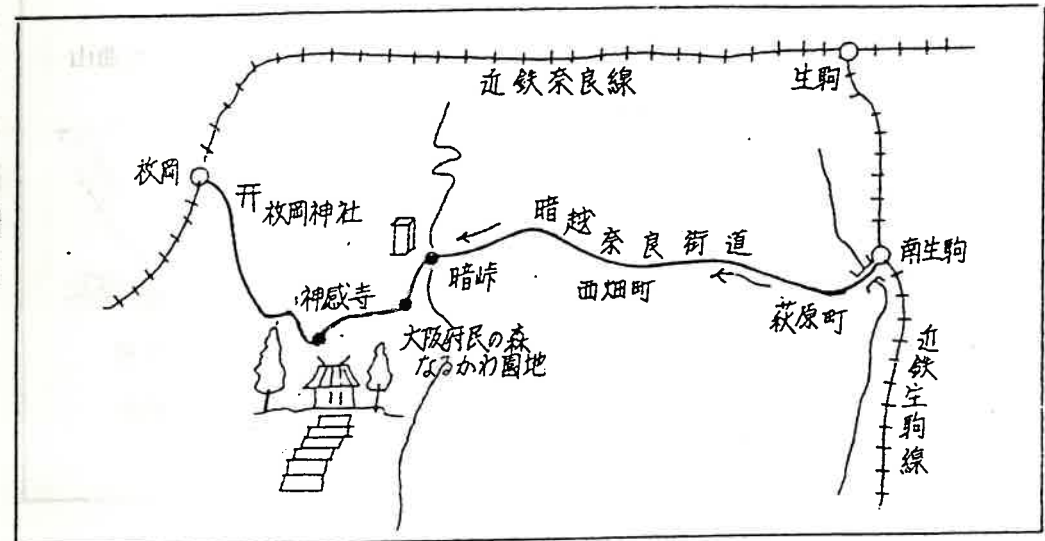 近鉄奈良線
生駒
枚岡
枚岡神社
暗越奈良街道
南生駒
暗峠
西畑町
神感寺
萩原町
大阪府民の森
なるかわ園地
近鉄生駒線